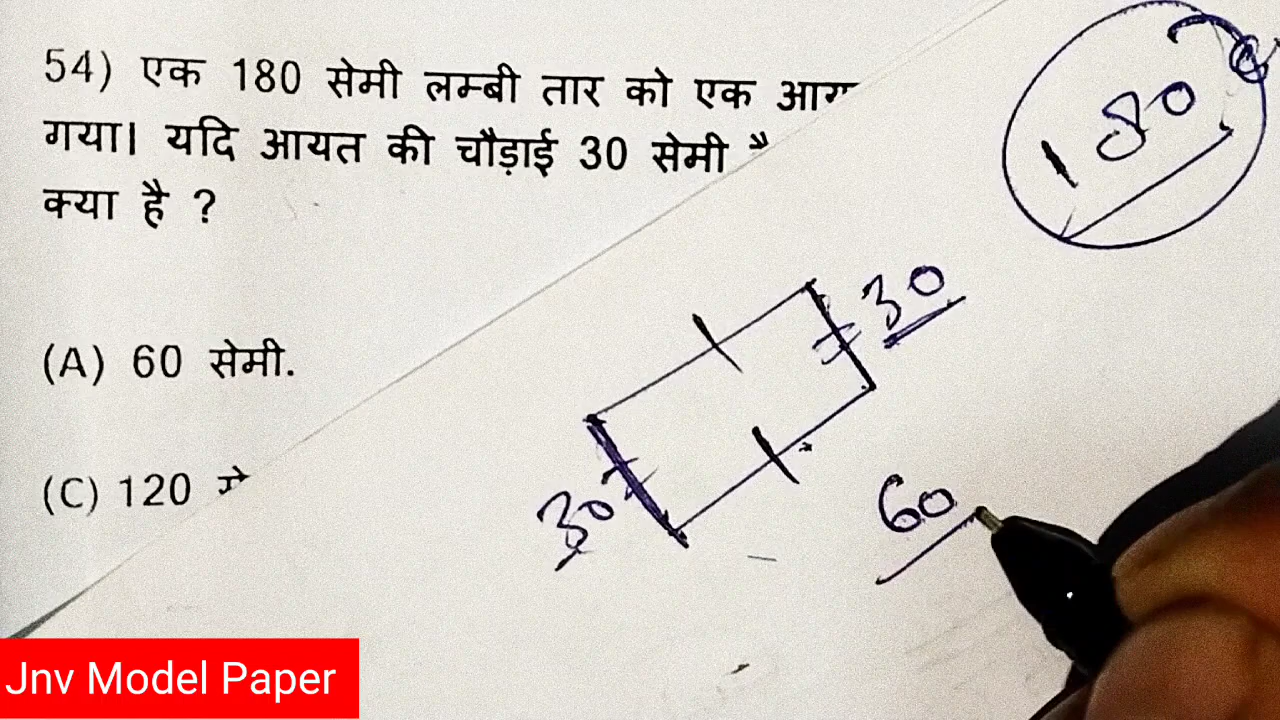 54) एक 180 सेमी लम्बी तार को एक
गया। यदि आयत की चौड़ाई 30 सेमी
क्या है ?
(A) 60 सेमी.
(C) 120
180
30
30
60
Jnv Model Paper